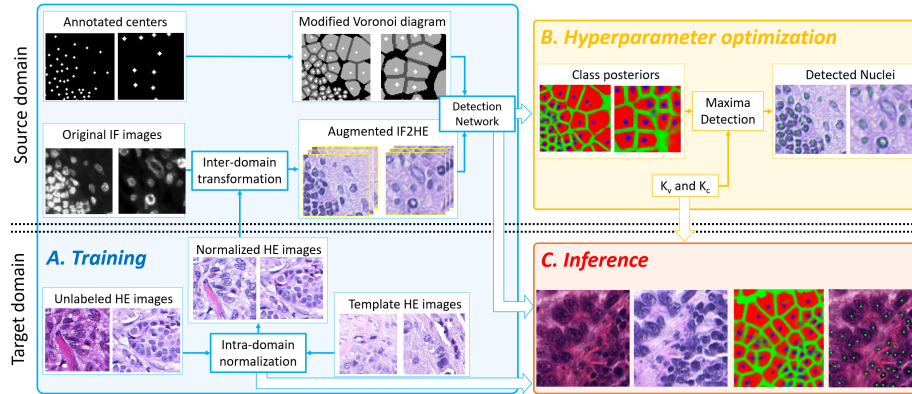 Source domain
Target domain
Annotated centers
Modified Voronoi diagram
Original IF images
Inter-domain
transformation
Augmented IF2HE
Detection
Network
A. Training
Normalized HE images
Unlabeled HE images
Template HE images
Intra-domain
normalization
B. Hyperparameter optimization
Class posteriors
Maxima
Detection
Detected Nuclei
Kv and Kc
C. Inference